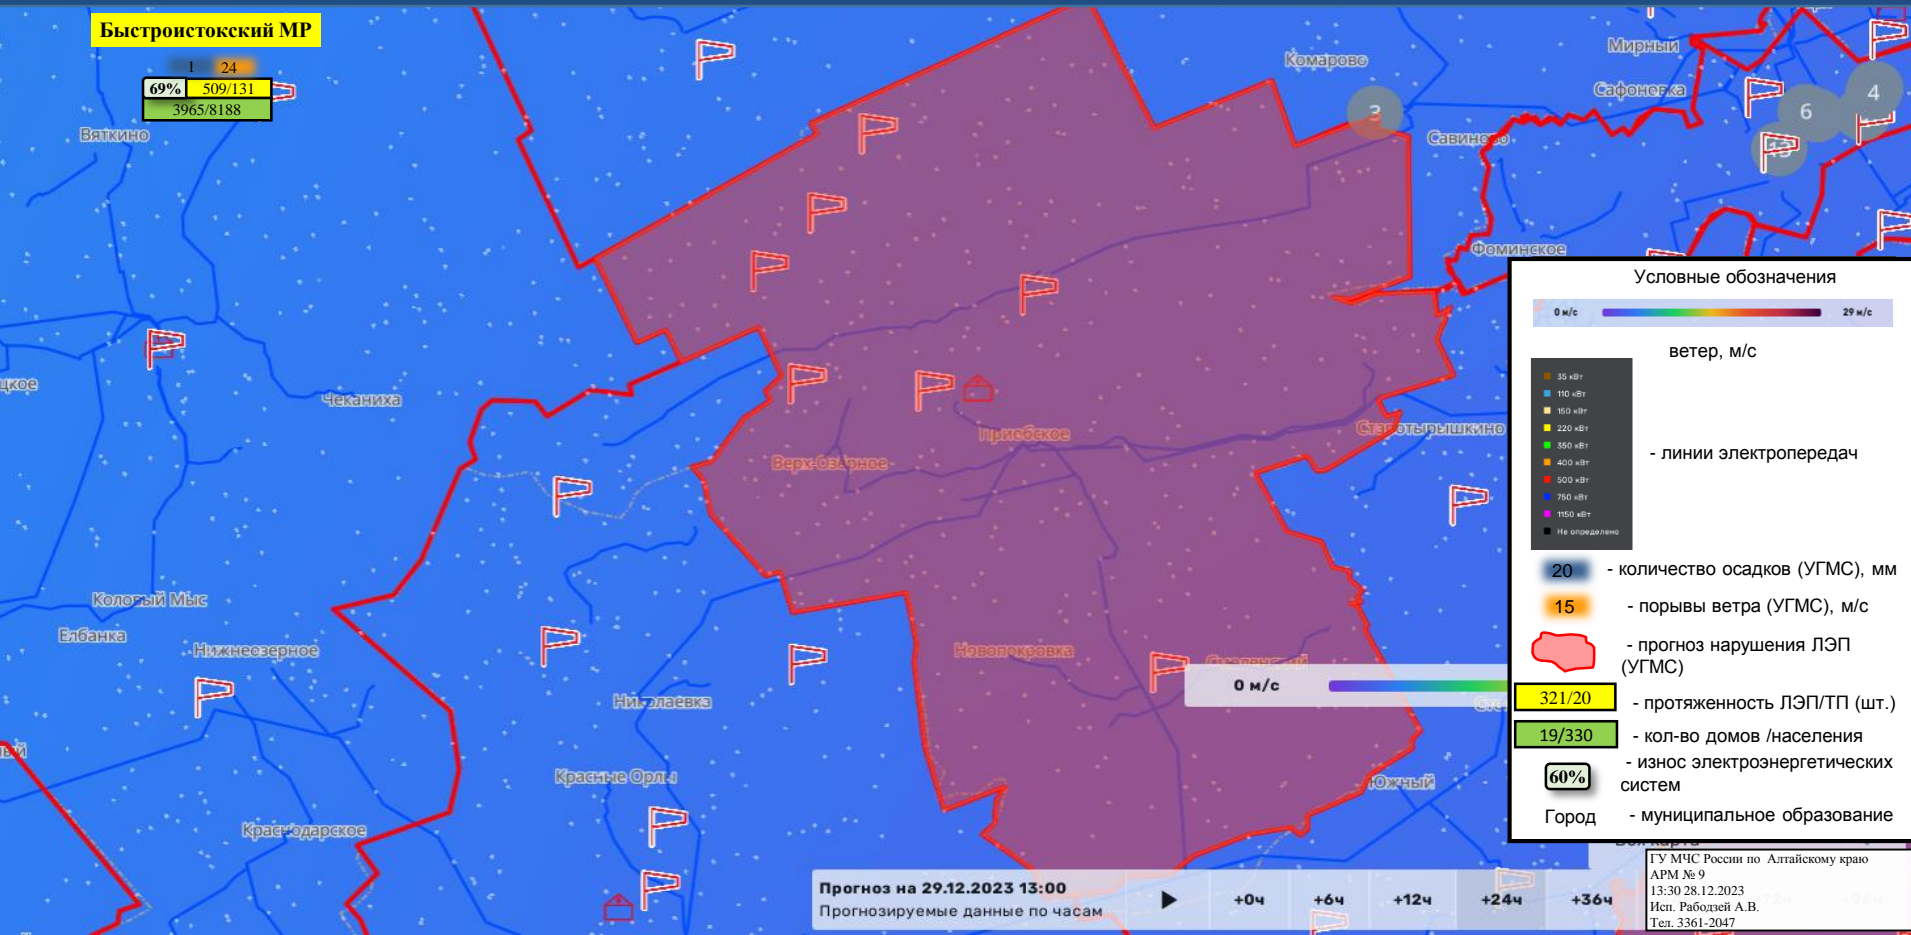 Быстроистокский МР
1 24
69% 509/131
3965/8188
Вяткино
Комарово
Мирный
Сафоновка
3
6
4
13
Савиново
Фоминское
Чеканиха
Приобское
Верх-Озёрное
Старотырышкино
Коловый Мыс
Елбанка
Нижнеозерное
Новопокровка
Смоленский
Николаевка
Красные Орлы
Южный
Краснодарское
0 м/с
Условные обозначения
0 м/с 29 м/с
ветер, м/с
35 кВт
110 кВт
150 кВт
220 кВт
350 кВт
400 кВт
500 кВт
750 кВт
1150 кВт
Не определено
- линии электропередач
20 - количество осадков (УГМС), мм
15 - порывы ветра (УГМС), м/с
- прогноз нарушения ЛЭП
(УГМС)
321/20 - протяженность ЛЭП/ТП (шт.)
19/330 - кол-во домов /населения
60% - износ электроэнергетических
систем
Город - муниципальное образование
Прогноз на 29.12.2023 13:00
Прогнозируемые данные по часам
+0ч +6ч +12ч +24ч +36ч
ГУ МЧС России по Алтайскому краю
АРМ № 9
13:30 28.12.2023
Исп. Рабодзей А.В.
Тел. 3361-2047